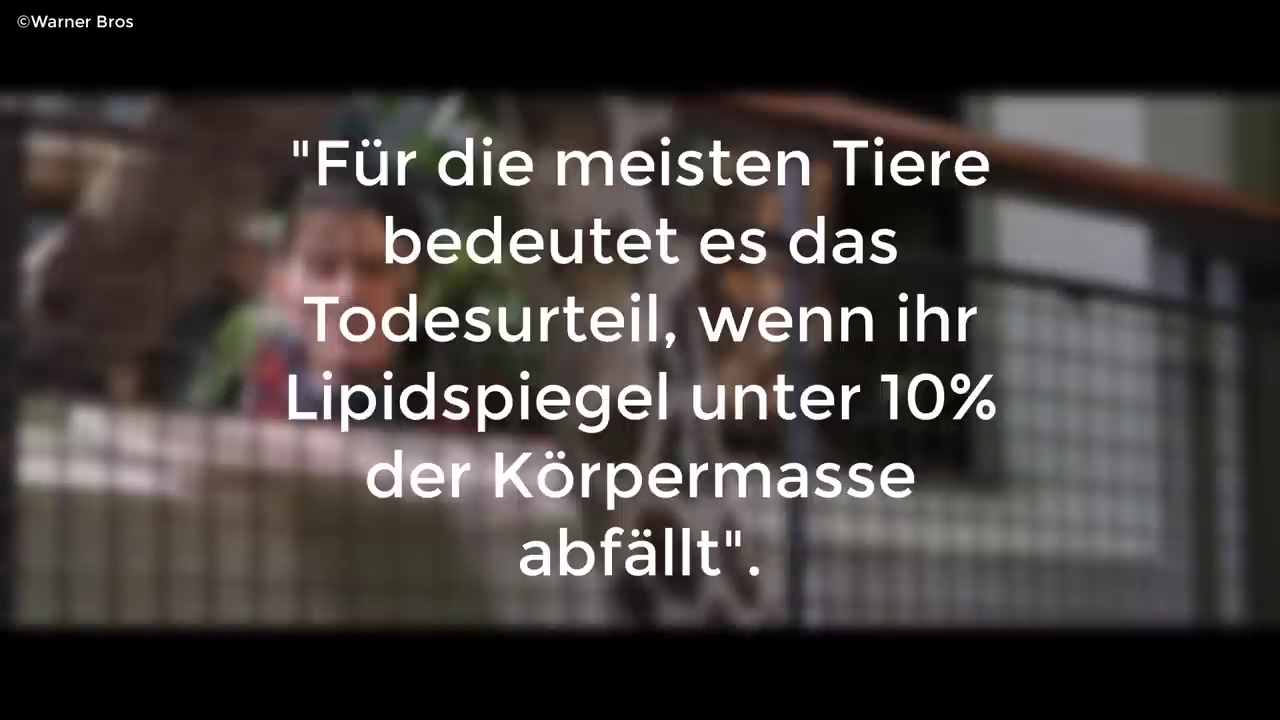 ©Warner Bros
"Für die meisten Tiere
bedeutet es das
Todesurteil, wenn ihr
Lipidspiegel unter 10%
der Körpermasse
abfällt".